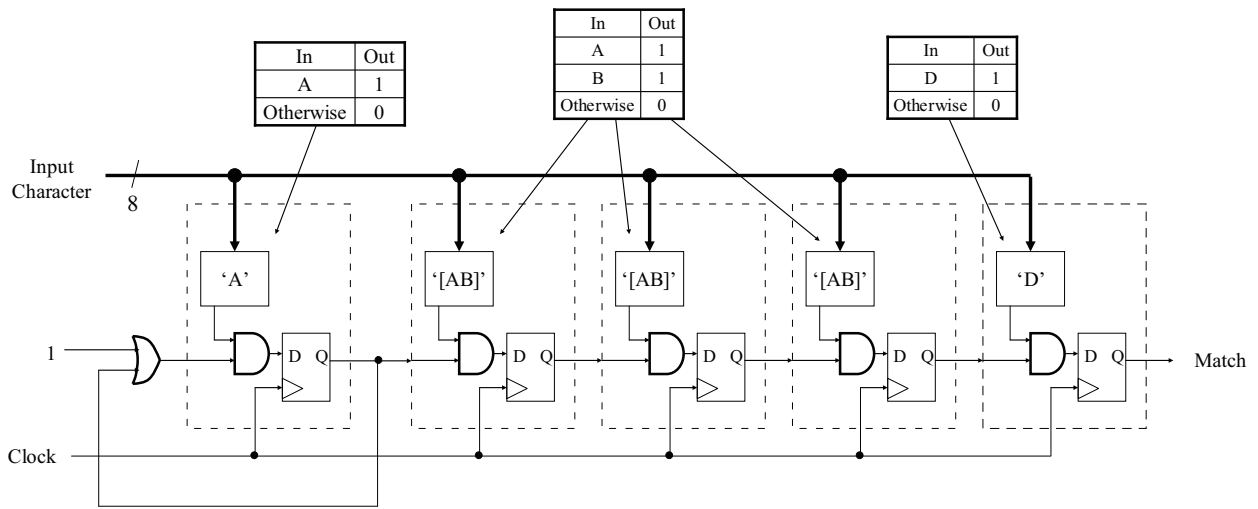 In Out
A 1
Otherwise 0
In Out
A 1
B 1
Otherwise 0
In Out
D 1
Otherwise 0
Input
Character
8
‘A’
‘[AB]’
‘[AB]’
‘[AB]’
‘D’
1
D Q
D Q
D Q
D Q
D Q
Match
Clock